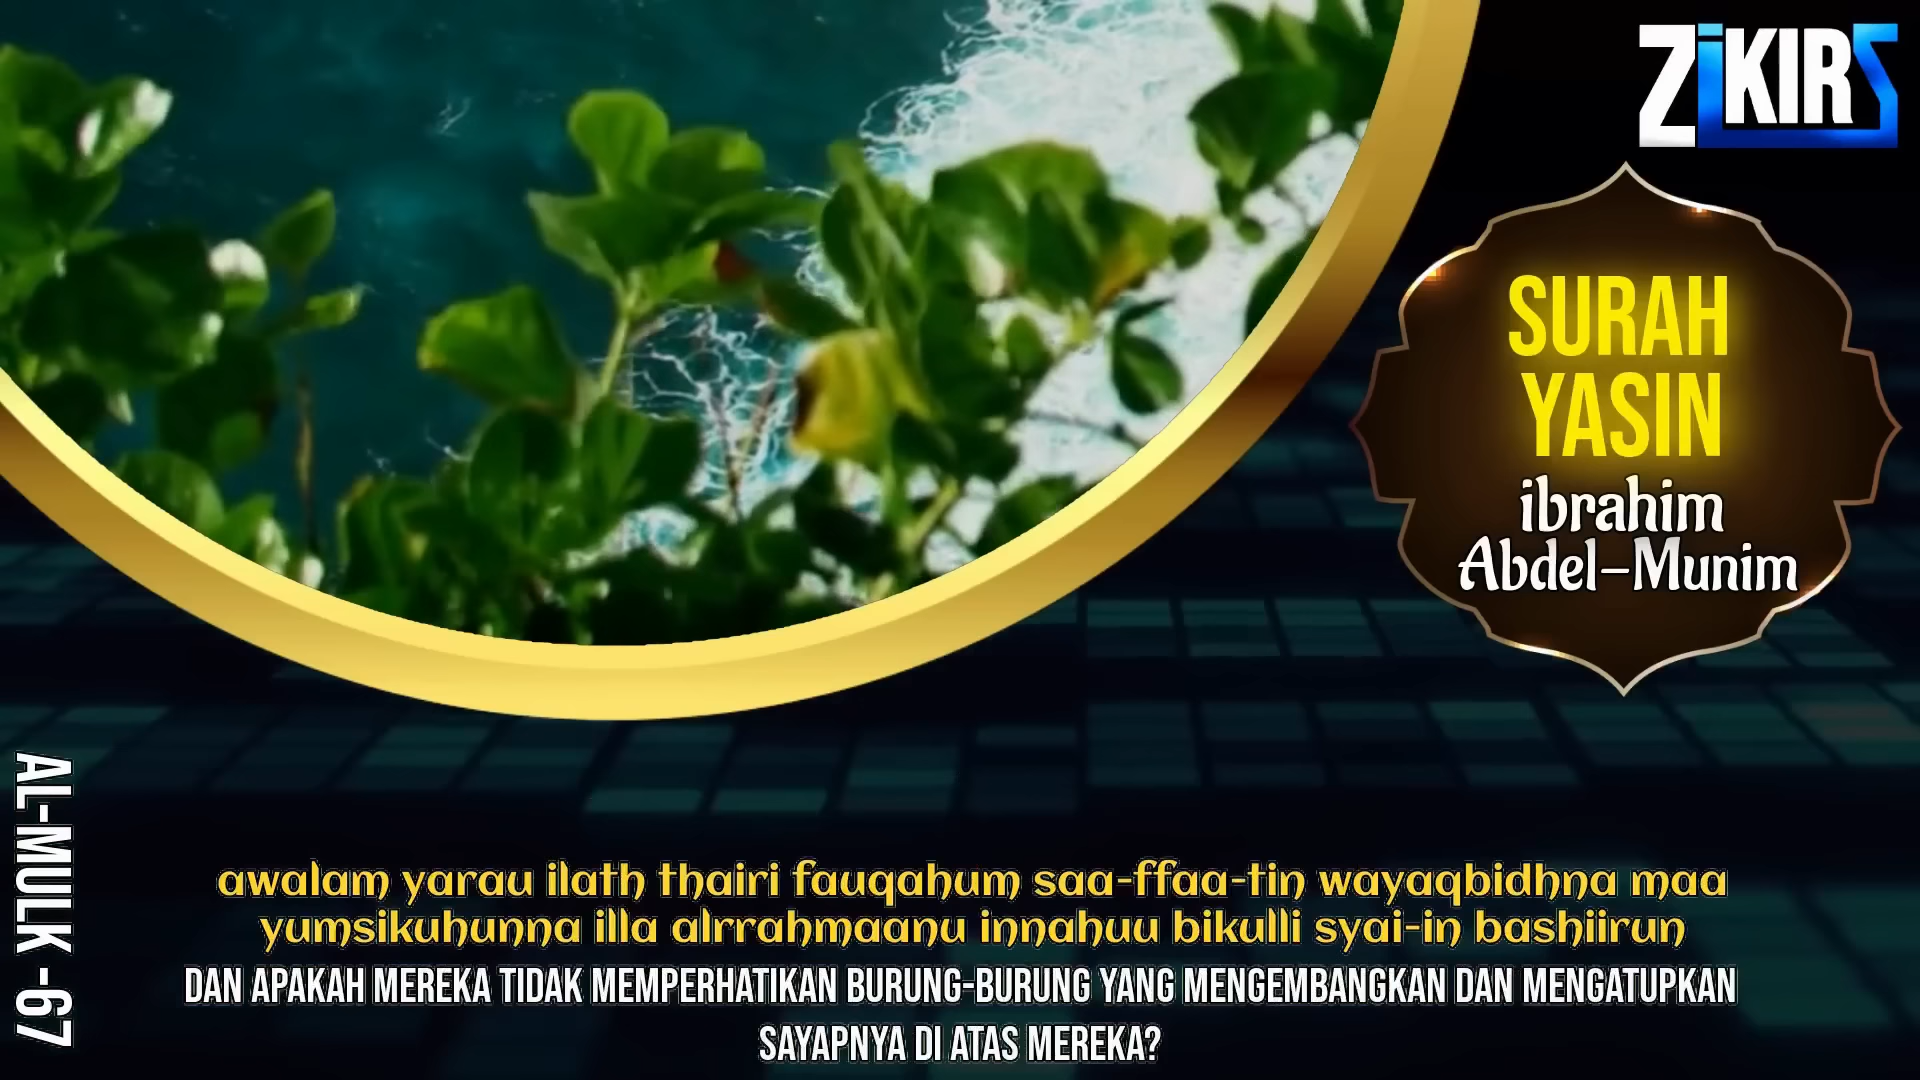 ZiKIRS
SURAH
YASIN
ibrahim
Abdel-Munim
AL-MULK -67
awalam yarau ilath thairi fauqahum saa-ffaa-tin wayaqbidhna maa
yumsikuhunna illa alrrahmaanu innahuu bikulli syai-in bashiirun
DAN APAKAH MEREKA TIDAK MEMPERHATIKAN BURUNG-BURUNG YANG MENGEMBANGKAN DAN MENGATUPKAN
SAYAPNYA DI ATAS MEREKA?